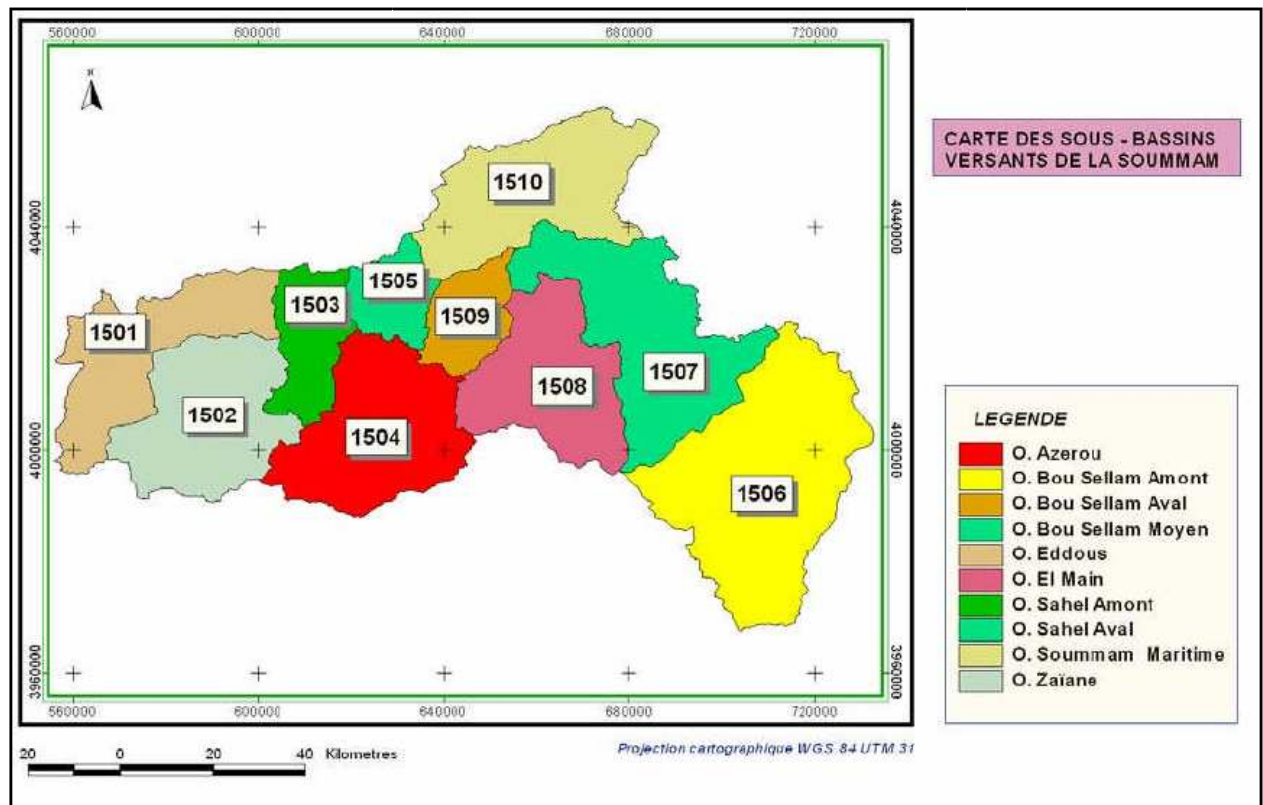 560000 600000 640000 680000 720000
N
CARTE DES SOUS - BASSINS
VERSANTS DE LA SOUMMAM
1510
4040000 4040000
1505
1503
1501
1509
1508
1507
1502
1504
4000000 4000000
1506
LEGENDE
O. Azerou
O. Bou Sellam Amont
O. Bou Sellam Aval
O. Bou Sellam Moyen
O. Eddous
O. El Main
O. Sahel Amont
O. Sahel Aval
O. Soummam Maritime
O. Zaïane
3960000 3960000
560000 600000 640000 680000 720000
20 0 20 40 Kilometres
Projection cartographique WGS 84 UTM 31